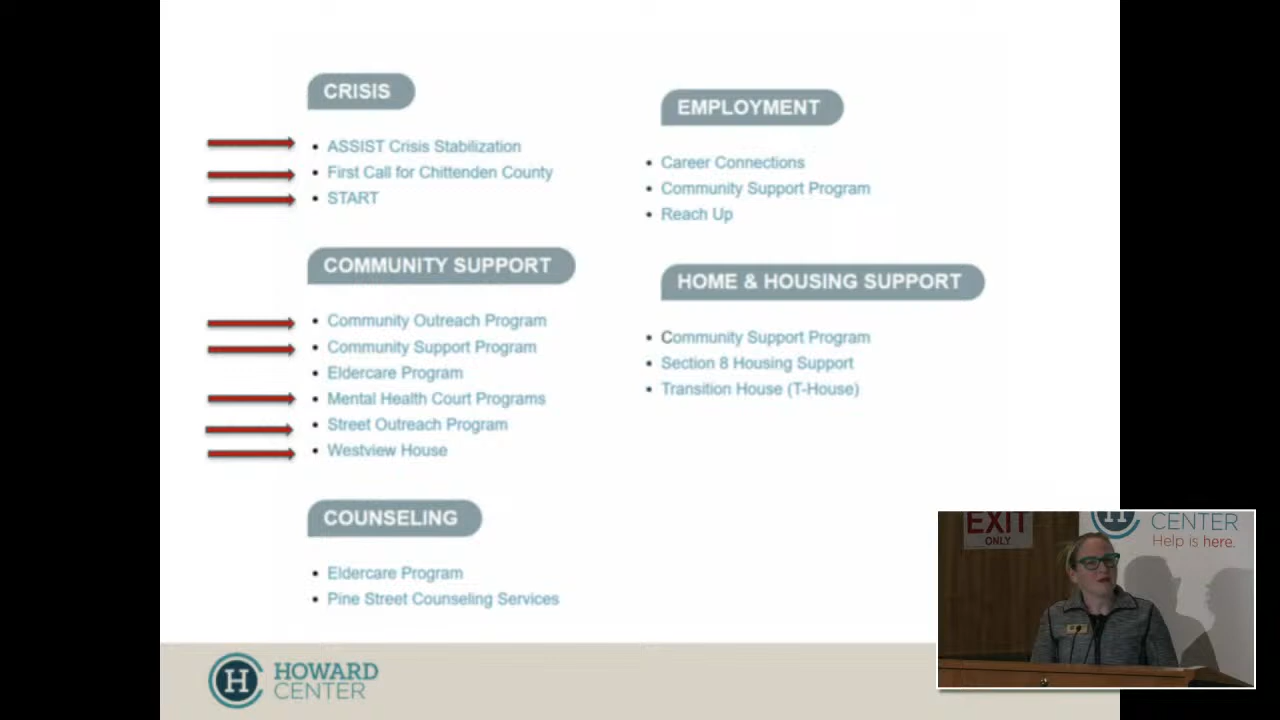 CRISIS
ASSIST Crisis Stabilization
First Call for Chittenden County
START
COMMUNITY SUPPORT
Community Outreach Program
Community Support Program
Eldercare Program
Mental Health Court Programs
Street Outreach Program
Westview House
COUNSELING
Eldercare Program
Pine Street Counseling Services
EMPLOYMENT
Career Connections
Community Support Program
Reach Up
HOME & HOUSING SUPPORT
Community Support Program
Section 8 Housing Support
Transition House (T-House)
H HOWARD
CENTER
EXIT
ONLY
H CENTER
Help is here.